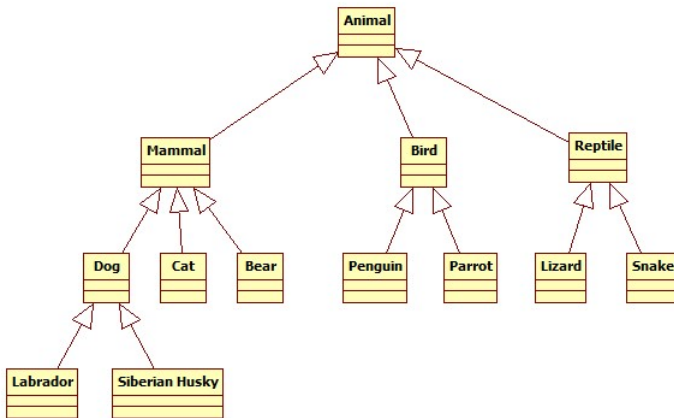 Animal
Mammal
Bird
Reptile
Dog
Cat
Bear
Penguin
Parrot
Lizard
Snake
Labrador
Siberian Husky